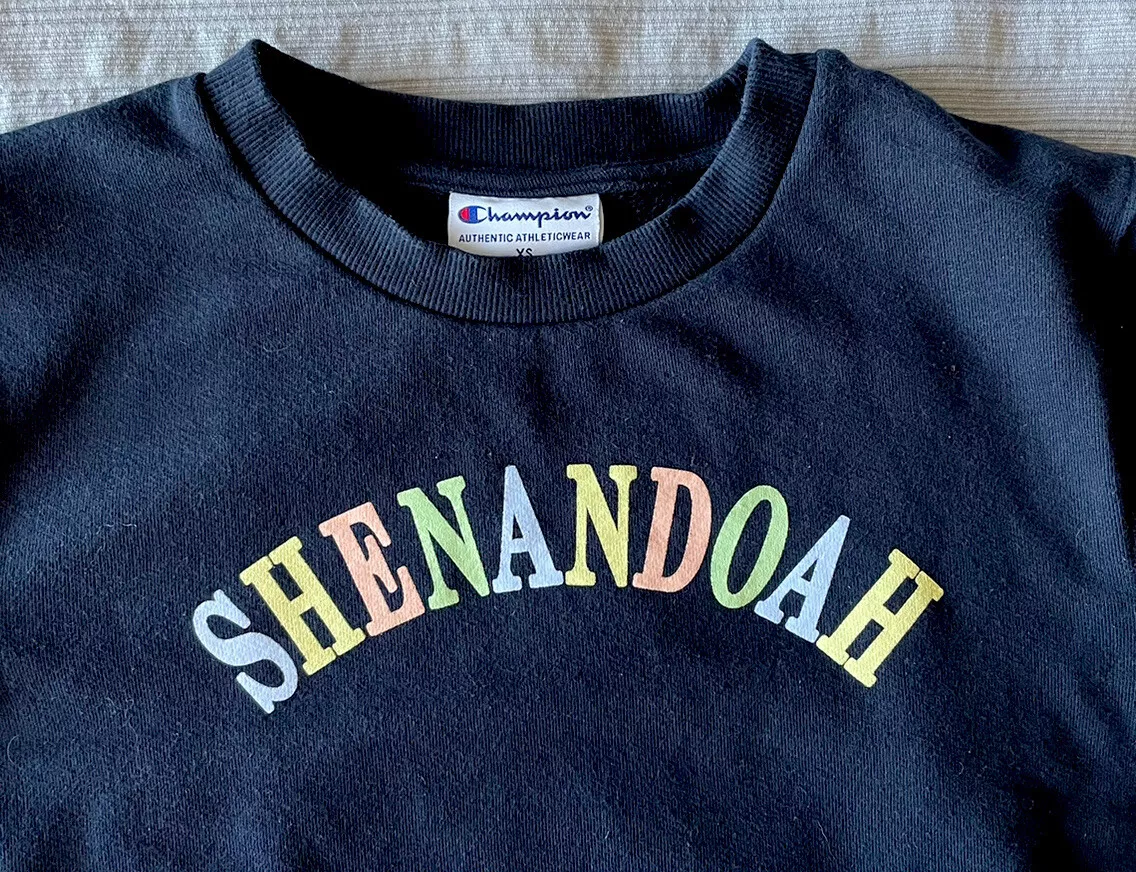 Champion®
AUTHENTIC ATHLETICWEAR
XS
SHENANDOAH